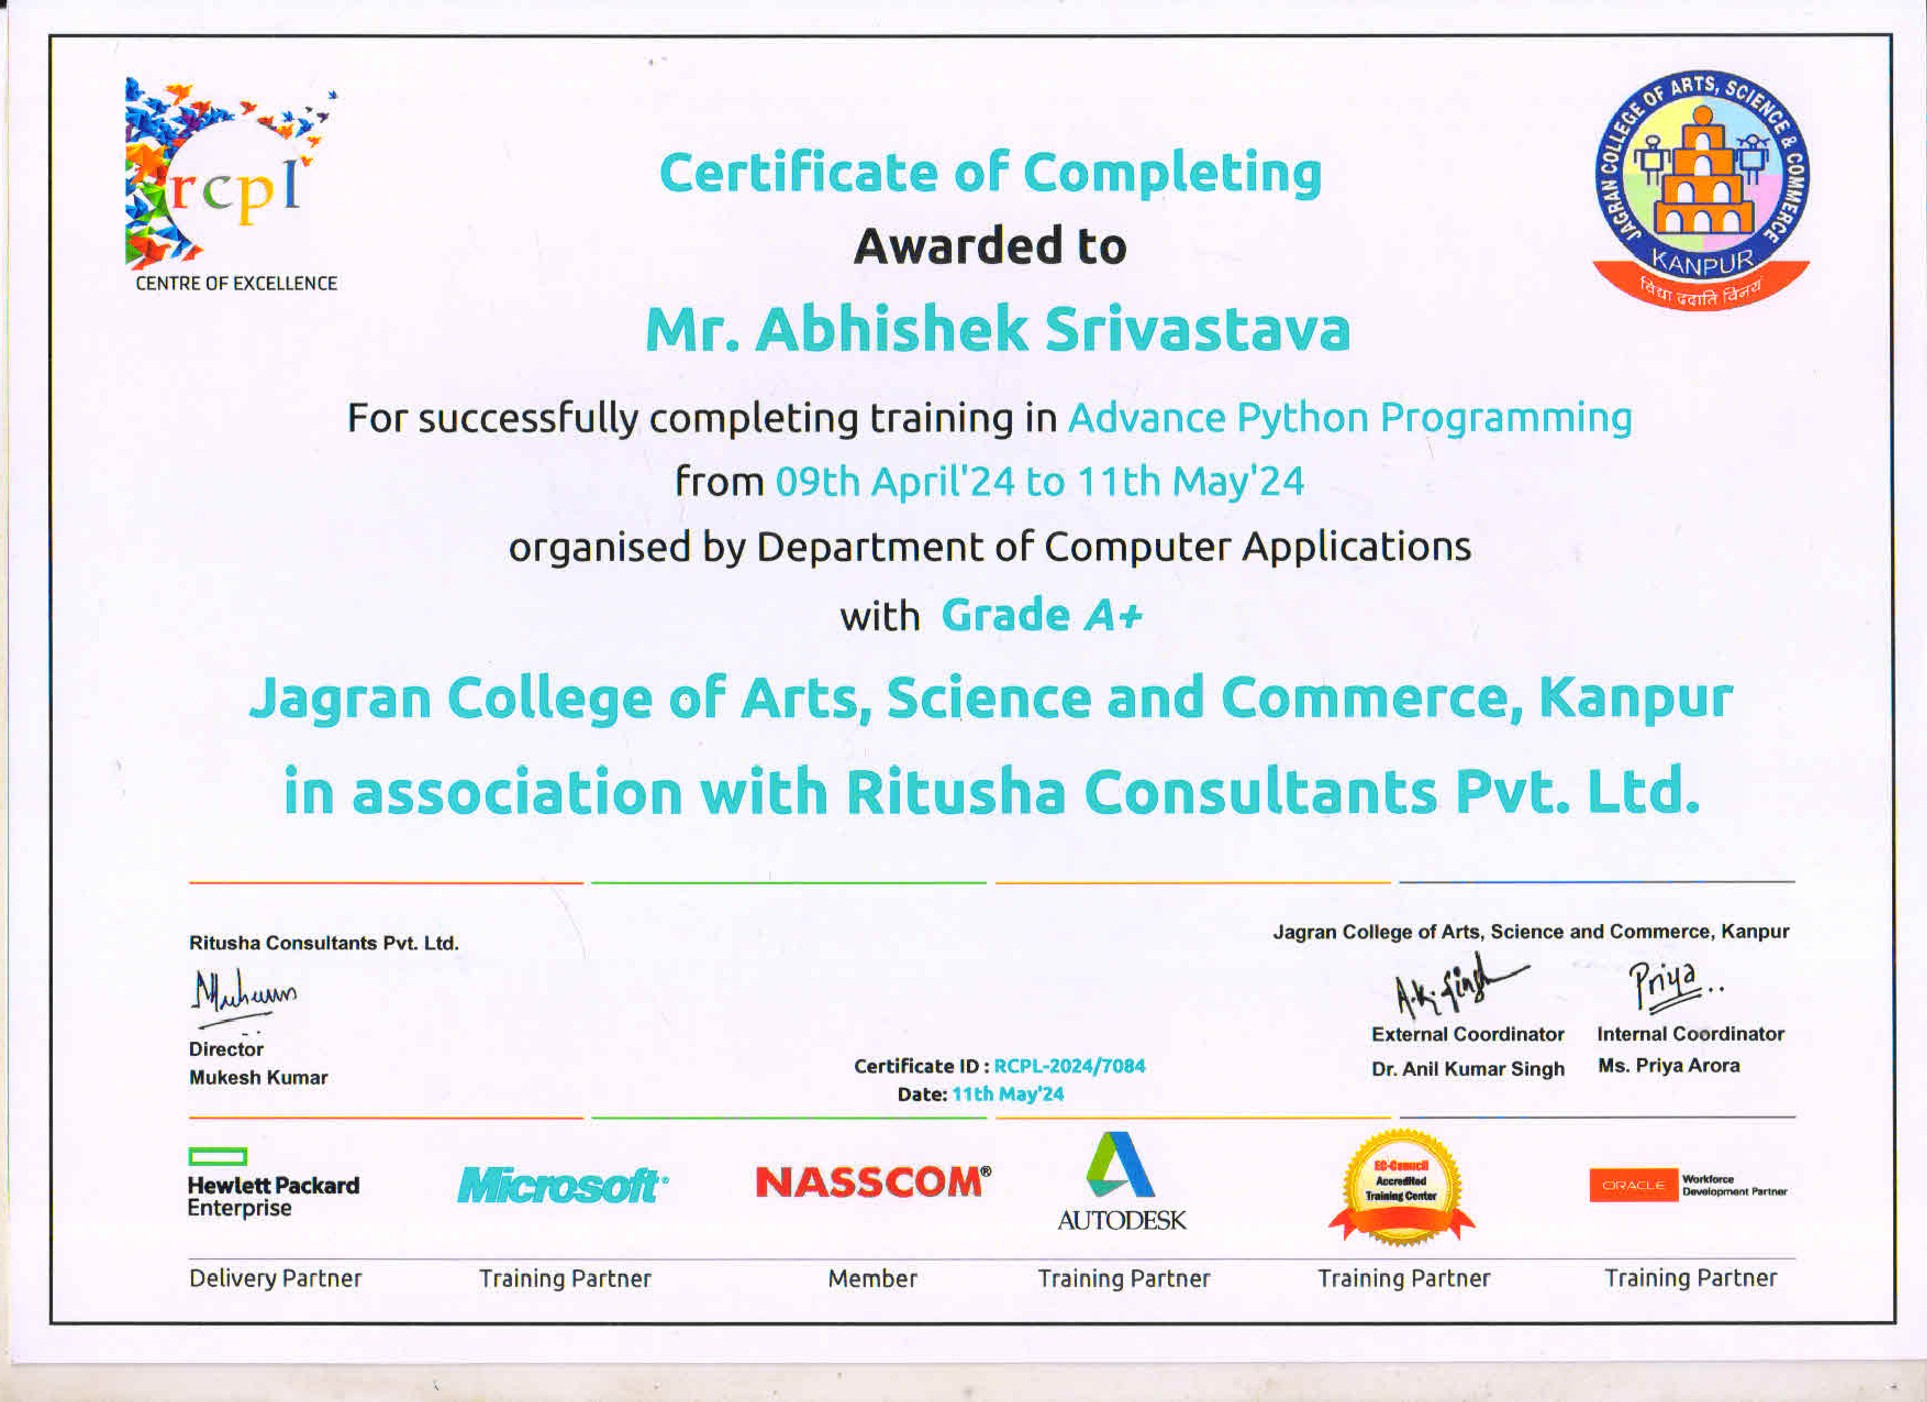 rcpl
CENTRE OF EXCELLENCE
JAGRAN COLLEGE OF ARTS, SCIENCE & COMMERCE
KANPUR
विद्या ददाति विनयं
Certificate of Completing
Awarded to
Mr. Abhishek Srivastava
For successfully completing training in Advance Python Programming
from 09th April'24 to 11th May'24
organised by Department of Computer Applications
with Grade A+
Jagran College of Arts, Science and Commerce, Kanpur
in association with Ritusha Consultants Pvt. Ltd.
Ritusha Consultants Pvt. Ltd.
Director
Mukesh Kumar
Certificate ID : RCPL-2024/7084
Date: 11th May'24
Jagran College of Arts, Science and Commerce, Kanpur
A.K. Singh Priya
External Coordinator Internal Coordinator
Dr. Anil Kumar Singh Ms. Priya Arora
Hewlett Packard
Enterprise
Microsoft
NASSCOM®
AUTODESK
EC-Council
Accredited
Training Center
ORACLE Workforce
Development Partner
Delivery Partner Training Partner Member Training Partner Training Partner Training Partner